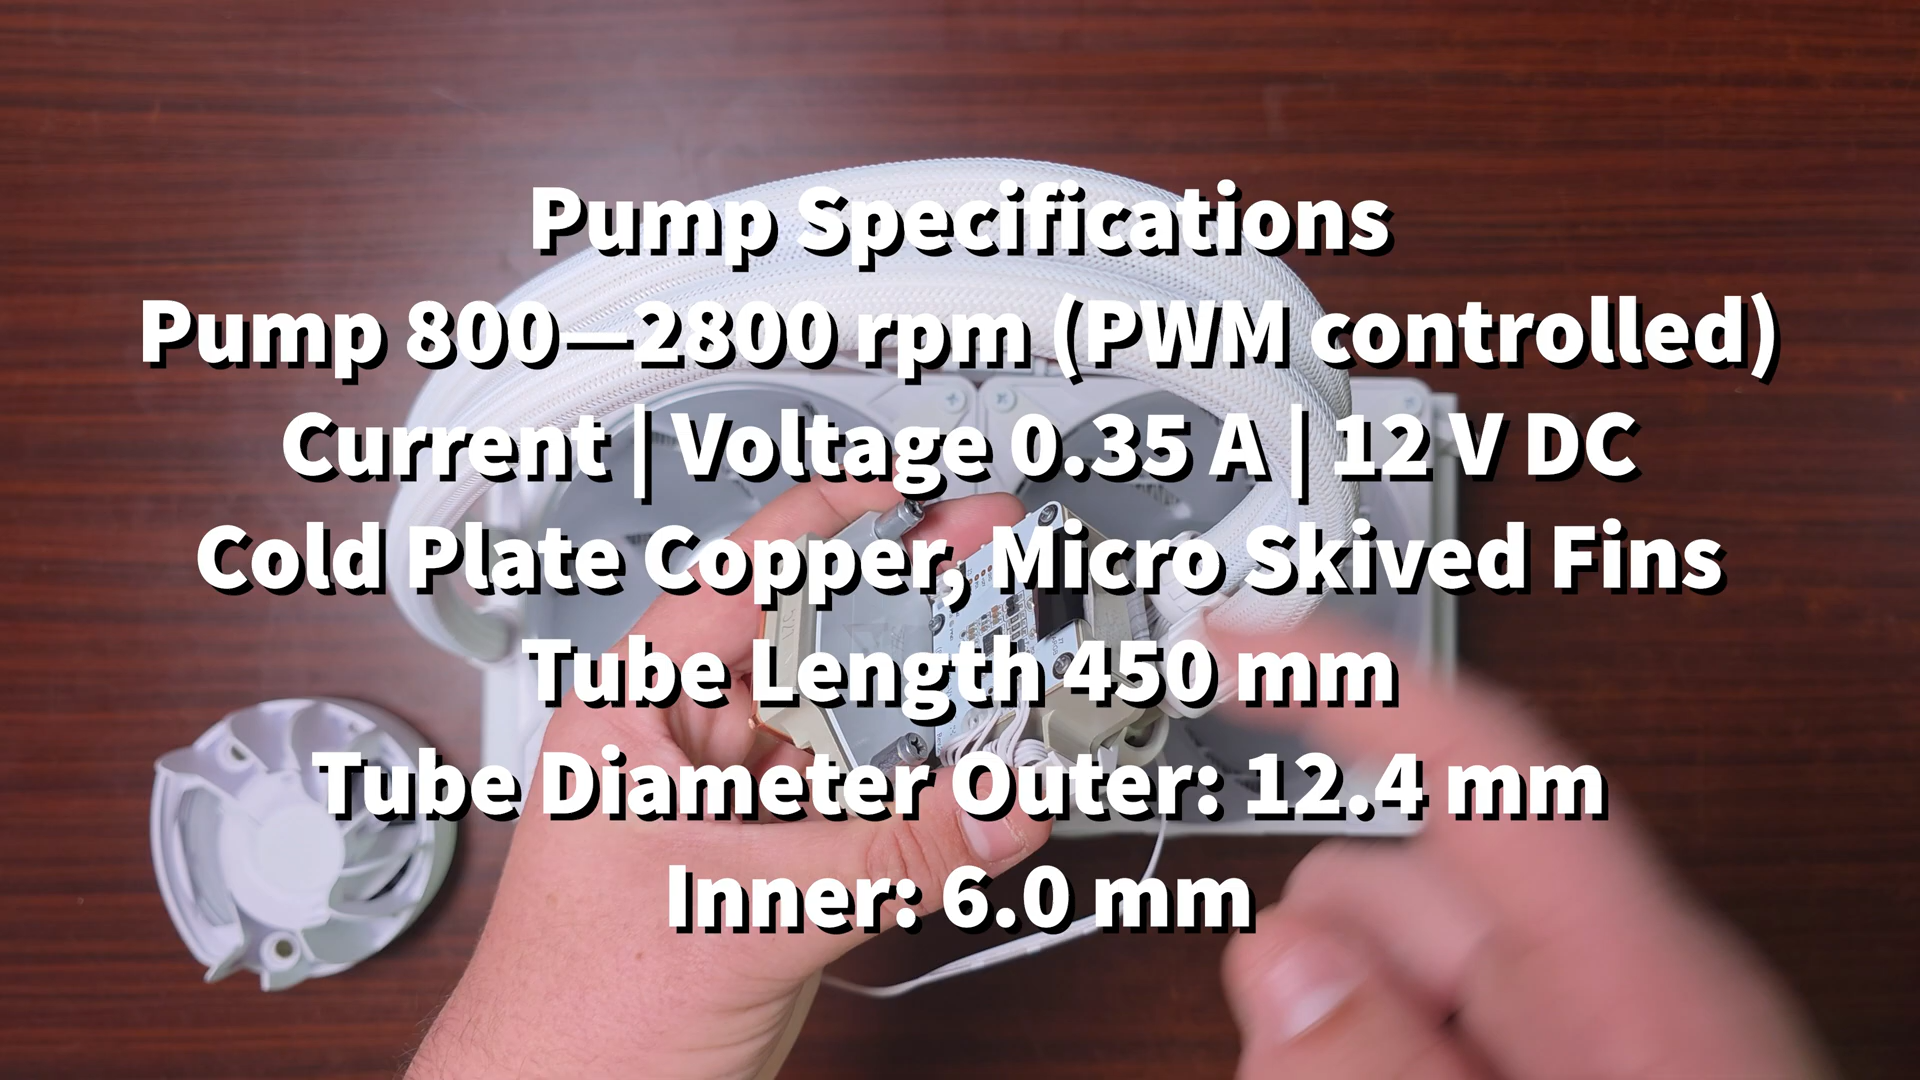 Pump Specifications
Pump 800—2800 rpm (PWM controlled)
Current | Voltage 0.35 A | 12 V DC
Cold Plate Copper, Micro Skived Fins
Tube Length 450 mm
Tube Diameter Outer: 12.4 mm
Inner: 6.0 mm